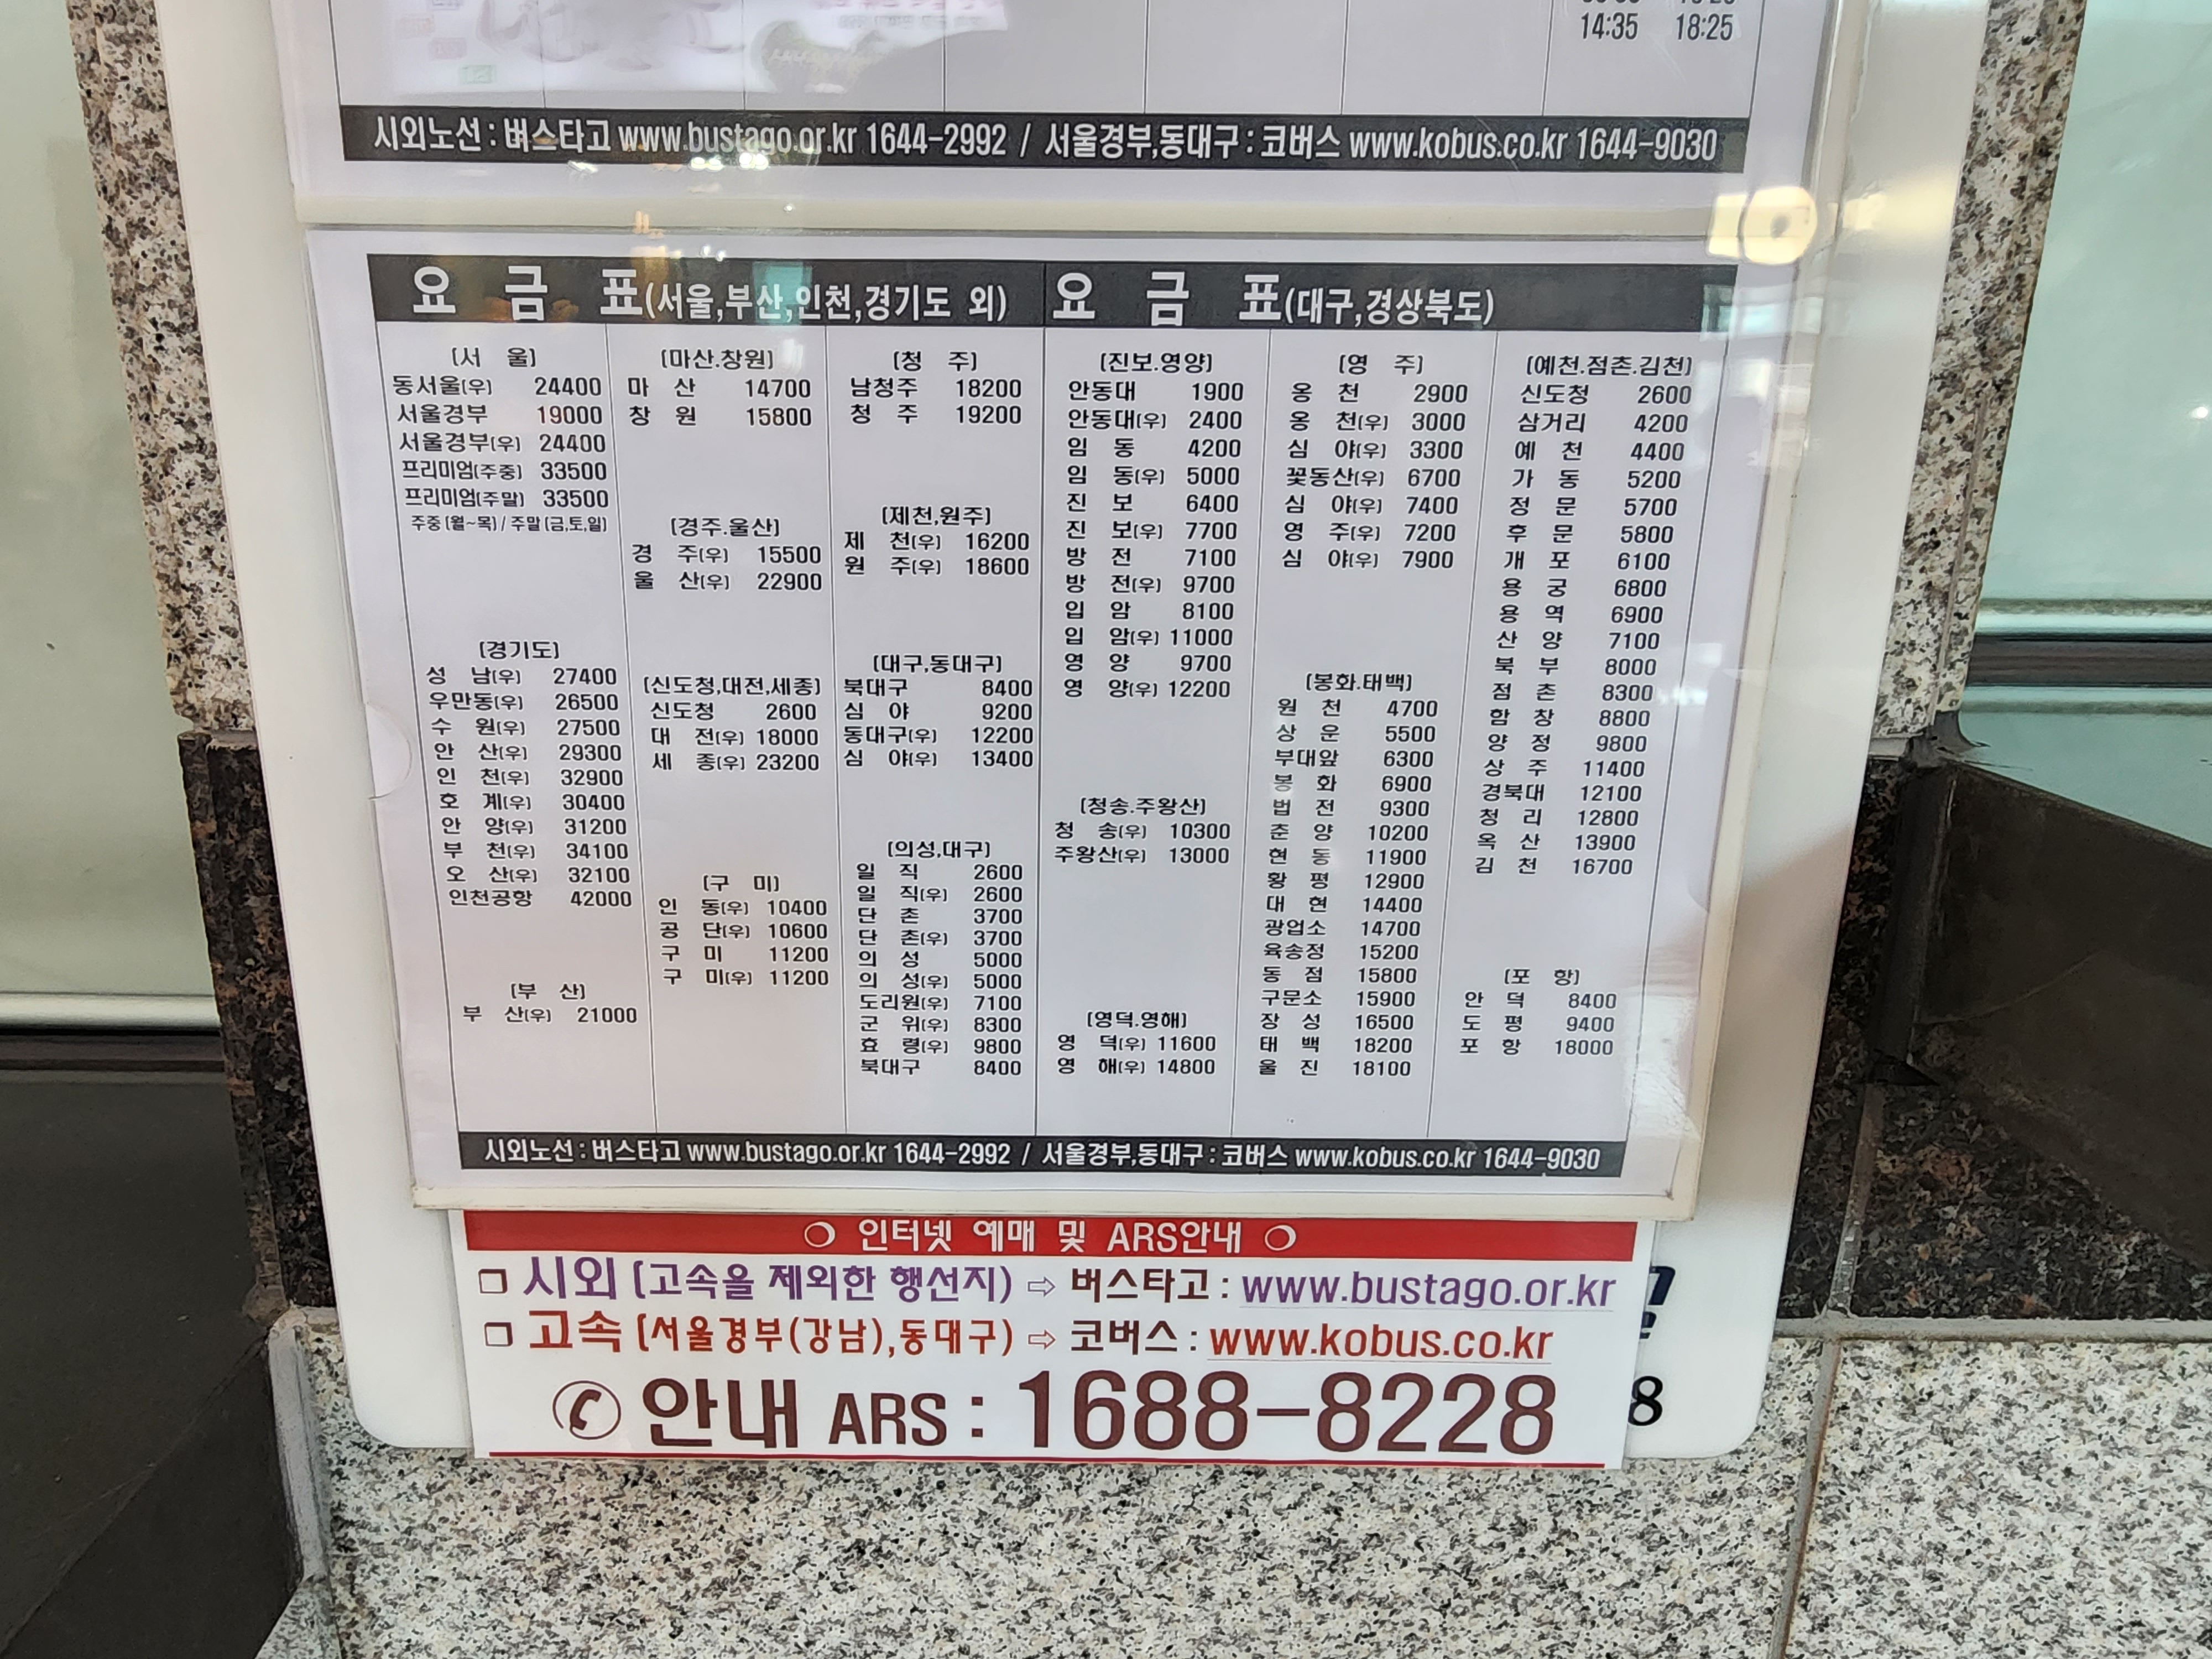 14:35 18:25
시외노선 : 버스타고 www.bustago.or.kr 1644-2992 / 서울경부,동대구 : 코버스 www.kobus.co.kr 1644-9030
요 금 표(서울,부산,인천,경기도 외)
(서 울)
동서울(우) 24400
서울경부 19000
서울경부(우) 24400
프리미엄(주중) 33500
프리미엄(주말) 33500
주중(월~목) / 주말(금,토,일)
(경기도)
성 남(우) 27400
우만동(우) 26500
수 원(우) 27500
안 산(우) 29300
인 천(우) 32900
호 계(우) 30400
안 양(우) 31200
부 천(우) 34100
오 산(우) 32100
인천공항 42000
(부 산)
부 산(우) 21000
(마산.창원)
마 산 14700
창 원 15800
(경주.울산)
경 주(우) 15500
울 산(우) 22900
(신도청,대전,세종)
신도청 2600
대 전(우) 18000
세 종(우) 23200
(구 미)
인 동(우) 10400
공 단(우) 10600
구 미 11200
구 미(우) 11200
(청 주)
남청주 18200
청 주 19200
(제천,원주)
제 천(우) 16200
원 주(우) 18600
(대구,동대구)
북대구 8400
심 야 9200
동대구(우) 12200
심 야(우) 13400
(의성,대구)
일 직 2600
일 직(우) 2600
단 촌 3700
단 촌(우) 3700
의 성 5000
의 성(우) 5000
도리원(우) 7100
군 위(우) 8300
효 령(우) 9800
북대구 8400
요 금 표(대구,경상북도)
(진보.영양)
안동대 1900
안동대(우) 2400
임 동 4200
임 동(우) 5000
진 보 6400
진 보(우) 7700
방 전 7100
방 전(우) 9700
입 암 8100
입 암(우) 11000
영 양 9700
영 양(우) 12200
(청송.주왕산)
청 송(우) 10300
주왕산(우) 13000
(영덕.영해)
영 덕(우) 11600
영 해(우) 14800
(영 주)
옹 천 2900
옹 천(우) 3000
심 야(우) 3300
꽃동산(우) 6700
심 야(우) 7400
영 주(우) 7200
심 야(우) 7900
(봉화.태백)
원 천 4700
상 운 5500
부대앞 6300
봉 화 6900
법 전 9300
춘 양 10200
현 동 11900
황 평 12900
대 현 14400
광업소 14700
육송정 15200
동 점 15800
구문소 15900
장 성 16500
태 백 18200
울 진 18100
(예천.점촌.김천)
신도청 2600
삼거리 4200
예 천 4400
가 동 5200
정 문 5700
후 문 5800
개 포 6100
용 궁 6800
용 역 6900
산 양 7100
북 부 8000
점 촌 8300
함 창 8800
양 정 9800
상 주 11400
경북대 12100
청 리 12800
옥 산 13900
김 천 16700
(포 항)
안 덕 8400
도 평 9400
포 항 18000
시외노선 : 버스타고 www.bustago.or.kr 1644-2992 / 서울경부,동대구 : 코버스 www.kobus.co.kr 1644-9030
❍ 인터넷 예매 및 ARS안내 ❍
❒ 시외 (고속을 제외한 행선지) ⇨ 버스타고 : www.bustago.or.kr
❒ 고속 (서울경부(강남),동대구) ⇨ 코버스 : www.kobus.co.kr
안내 ARS : 1688-8228
8